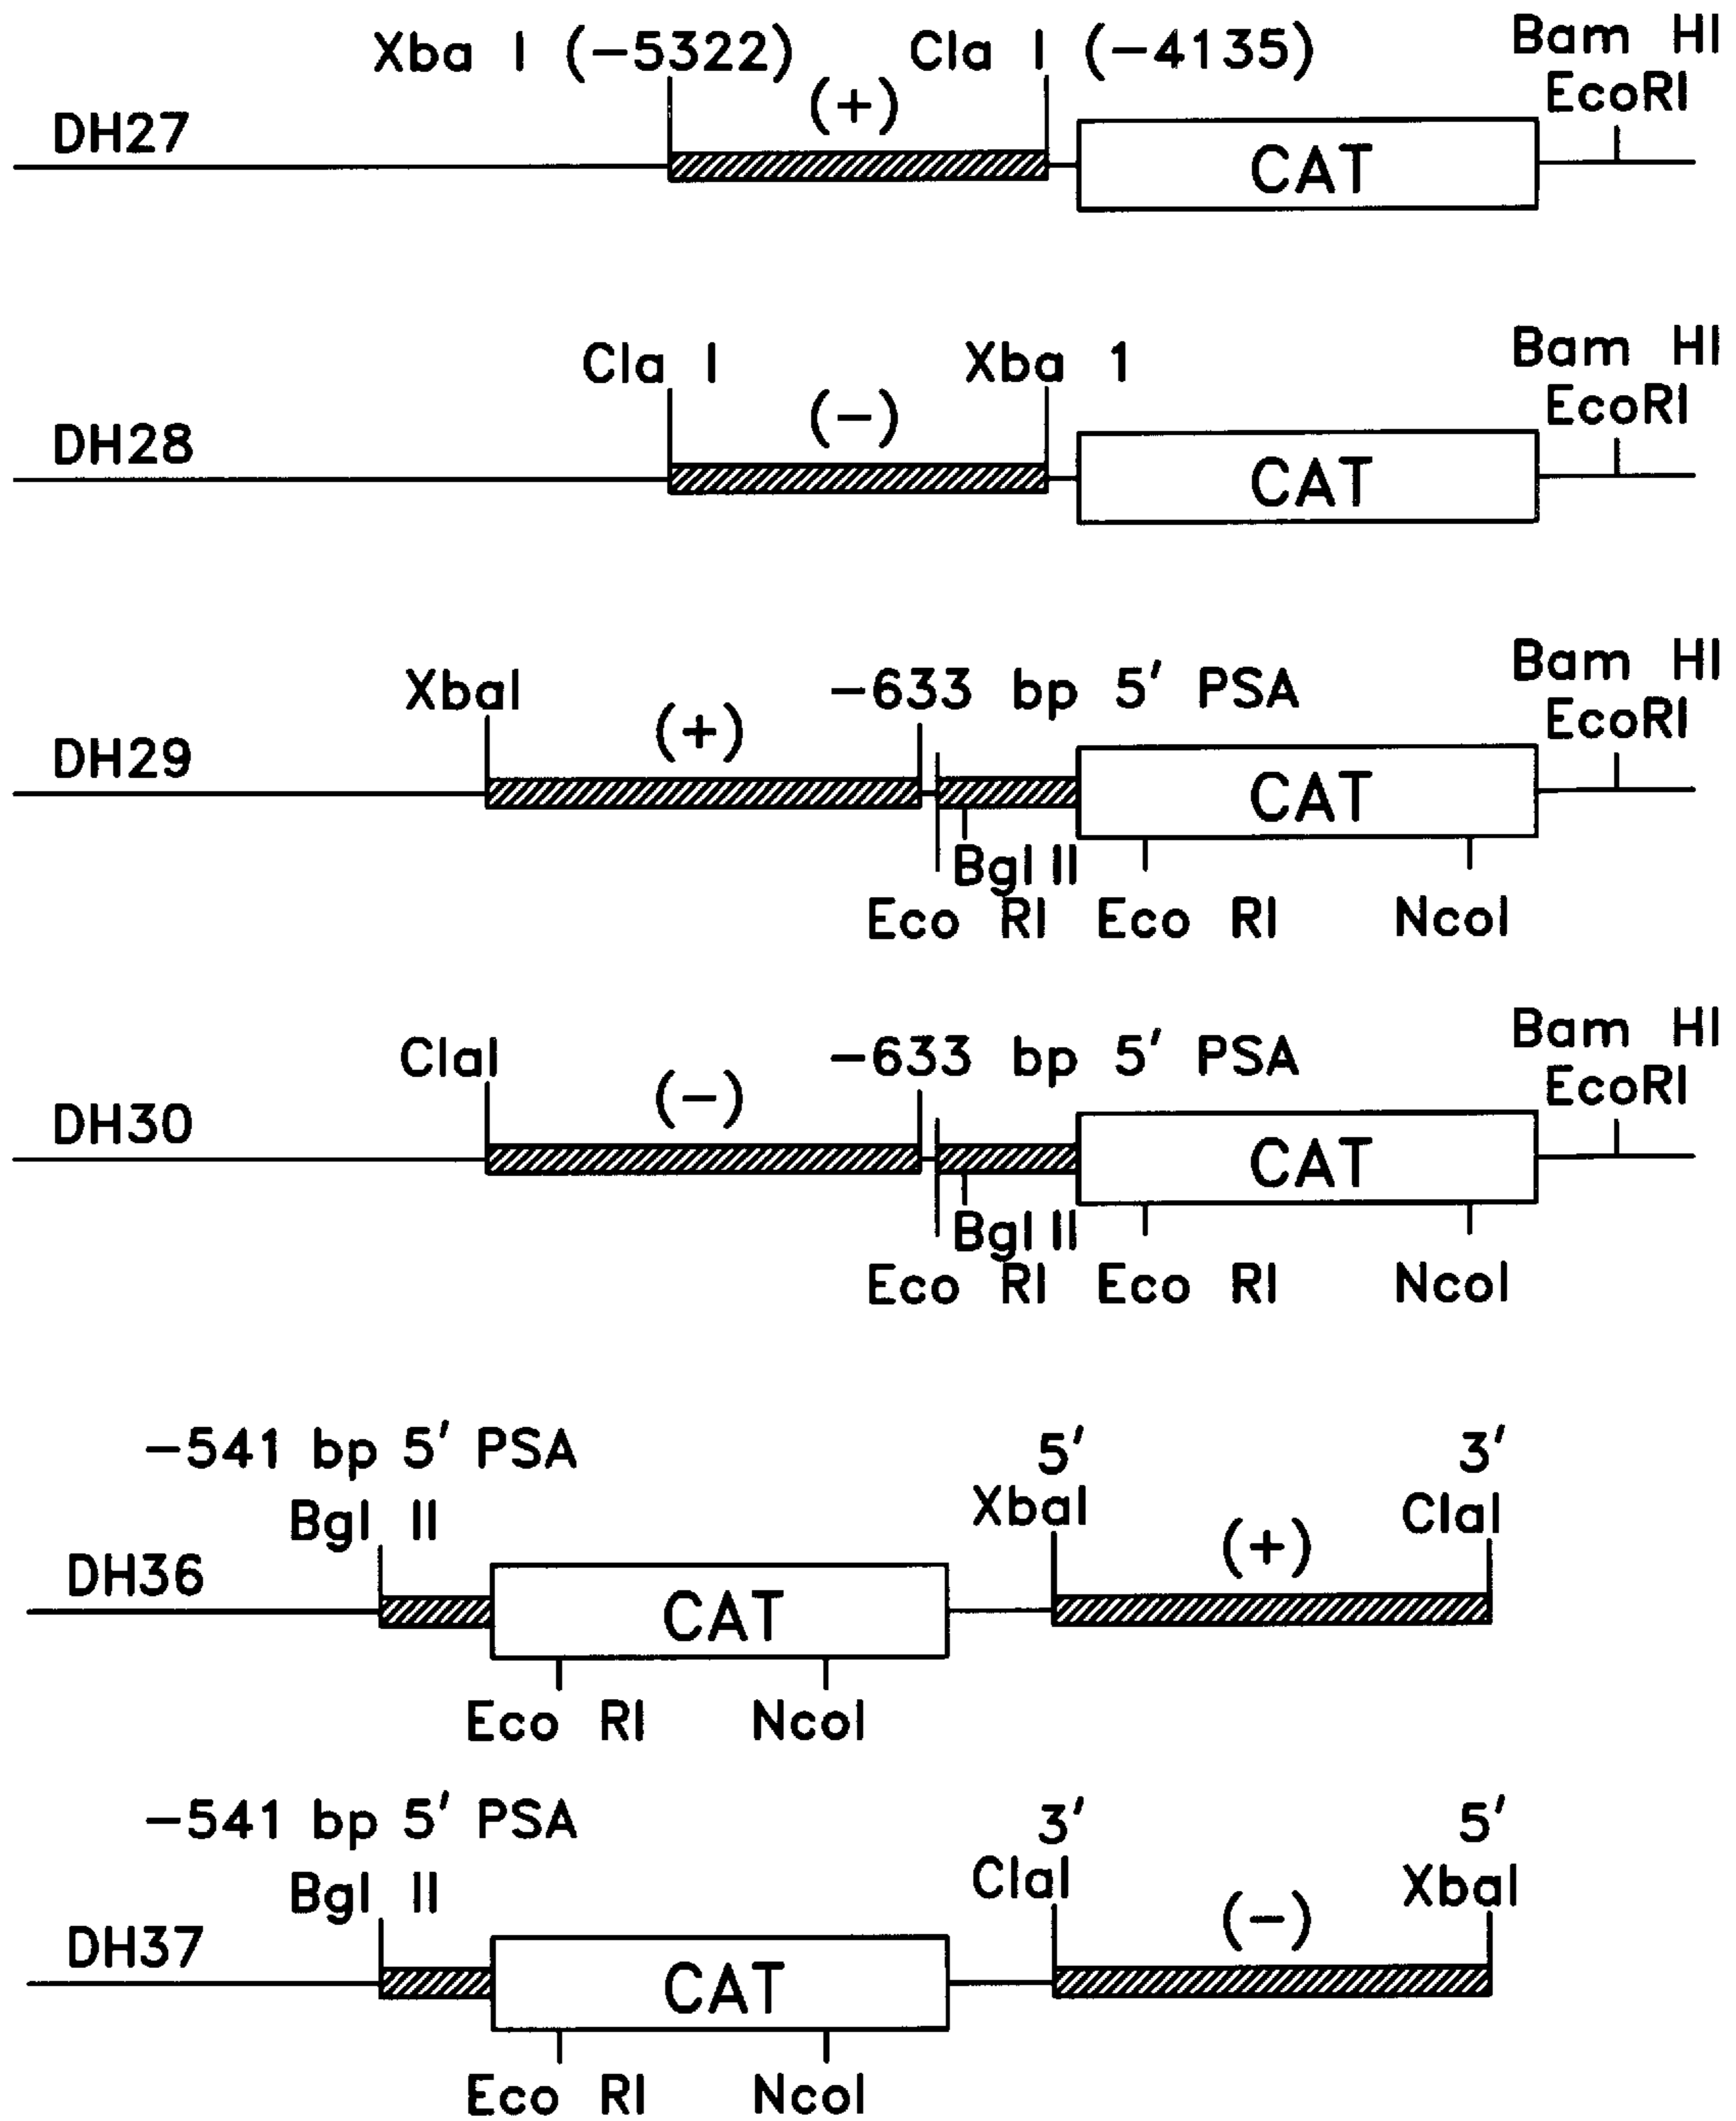 Xba I (-5322) Cla I (-4135) Bam HI
EcoRI
(+)
DH27
CAT
Bam HI
Cla I Xba 1
EcoRI
(-)
DH28
CAT
Bam HI
XbaI -633 bp 5' PSA
EcoRI
(+)
DH29
CAT
Bgl II
Eco RI Eco RI NcoI
Bam HI
ClaI -633 bp 5' PSA
EcoRI
(-)
DH30
CAT
Bgl II
Eco RI Eco RI NcoI
-541 bp 5' PSA 5' 3'
Bgl II XbaI ClaI
(+)
DH36
CAT
Eco RI NcoI
-541 bp 5' PSA 3' 5'
Bgl II ClaI XbaI
(-)
DH37
CAT
Eco RI NcoI